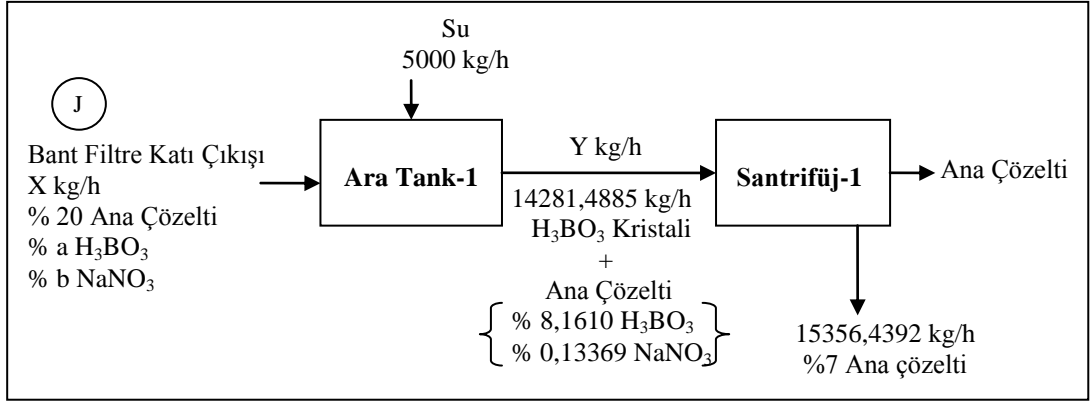 Su
5000 kg/h
J
Bant Filtre Katı Çıkışı
X kg/h
% 20 Ana Çözelti
% a H₃BO₃
% b NaNO₃
Ara Tank-1
Y kg/h
14281,4885 kg/h
H₃BO₃ Kristali
+
Ana Çözelti
% 8,1610 H₃BO₃
% 0,13369 NaNO₃
Santrifüj-1
Ana Çözelti
15356,4392 kg/h
%7 Ana çözelti